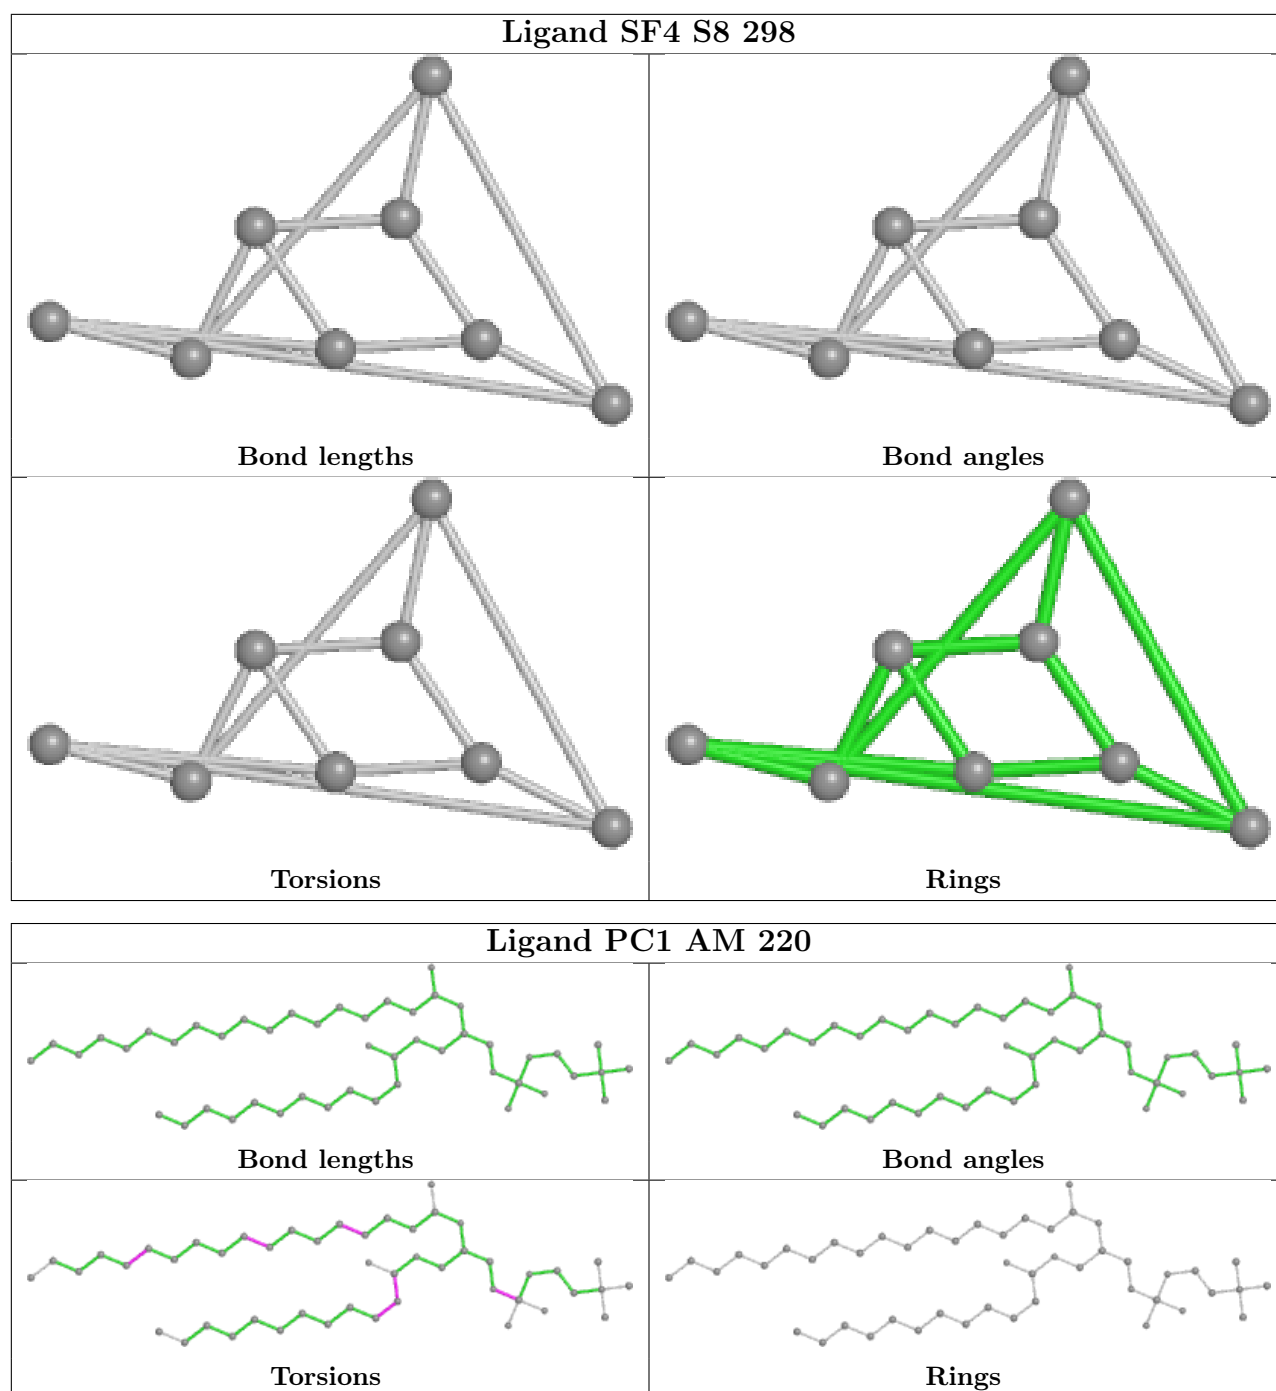 Ligand SF4 S8 298
Bond lengths
Bond angles
Torsions
Rings
Ligand PC1 AM 220
Bond lengths
Bond angles
Torsions
Rings